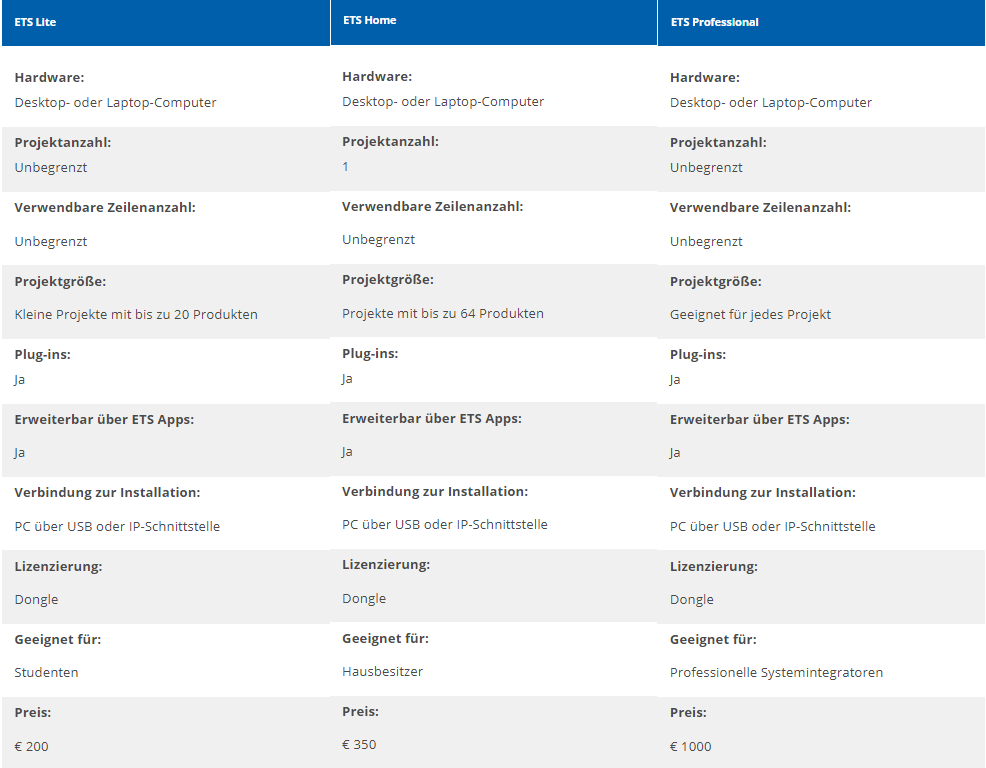 ETS Lite
ETS Home
ETS Professional
Hardware:
Hardware:
Hardware:
Desktop- oder Laptop-Computer
Desktop- oder Laptop-Computer
Desktop- oder Laptop-Computer
Projektanzahl:
Projektanzahl:
Projektanzahl:
Unbegrenzt
1
Unbegrenzt
Verwendbare Zeilenanzahl:
Verwendbare Zeilenanzahl:
Verwendbare Zeilenanzahl:
Unbegrenzt
Unbegrenzt
Unbegrenzt
Projektgröße:
Projektgröße:
Projektgröße:
Kleine Projekte mit bis zu 20 Produkten
Projekte mit bis zu 64 Produkten
Geeignet für jedes Projekt
Plug-ins:
Plug-ins:
Plug-ins:
Ja
Ja
Ja
Erweiterbar über ETS Apps:
Erweiterbar über ETS Apps:
Erweiterbar über ETS Apps:
Ja
Ja
Ja
Verbindung zur Installation:
Verbindung zur Installation:
Verbindung zur Installation:
PC über USB oder IP-Schnittstelle
PC über USB oder IP-Schnittstelle
PC über USB oder IP-Schnittstelle
Lizenzierung:
Lizenzierung:
Lizenzierung:
Dongle
Dongle
Dongle
Geeignet für:
Geeignet für:
Geeignet für:
Studenten
Hausbesitzer
Professionelle Systemintegratoren
Preis:
Preis:
Preis:
€ 200
€ 350
€ 1000